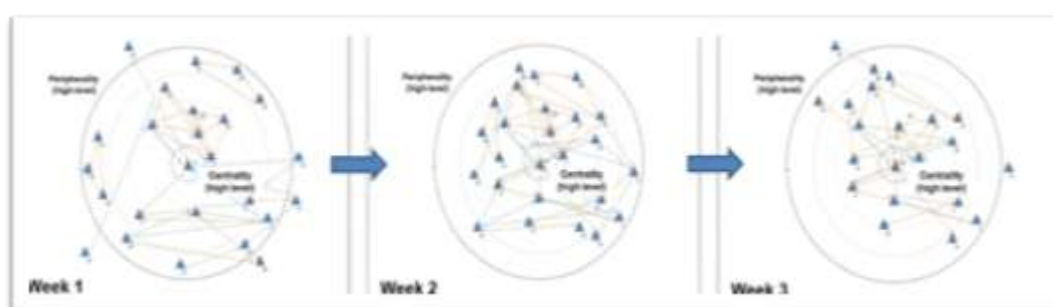 Peripherality
(high level)
Centrality
(high level)
Week 1
Peripherality
(high level)
Centrality
(high level)
Week 2
Peripherality
(high level)
Centrality
(high level)
Week 3